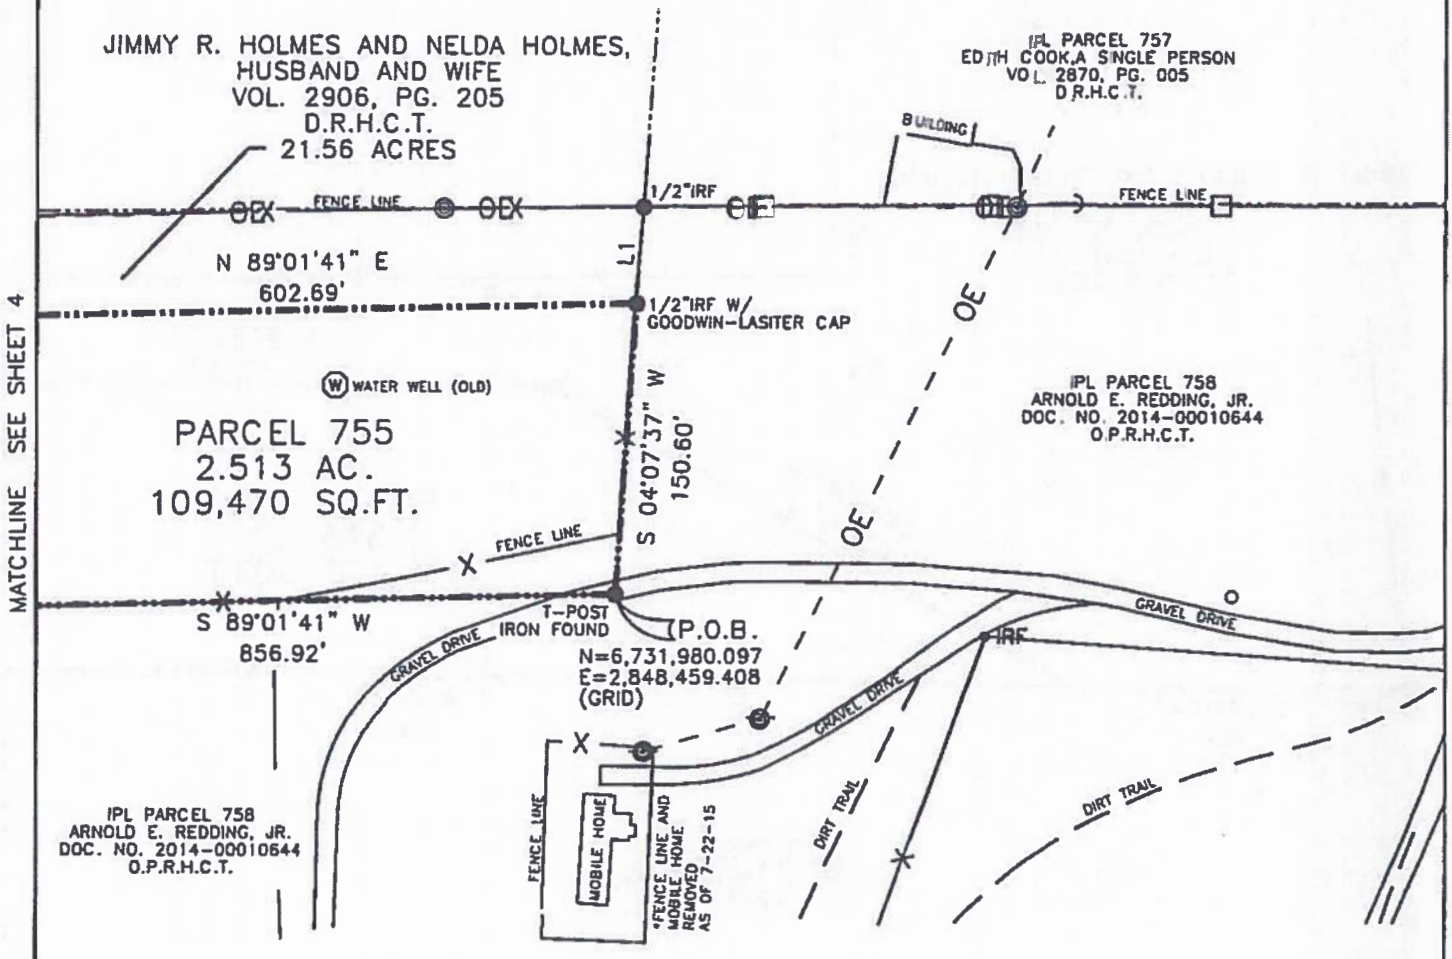 JIMMY R. HOLMES AND NELDA HOLMES,
HUSBAND AND WIFE
VOL. 2906, PG. 205
D.R.H.C.T.
21.56 ACRES
IPL PARCEL 757
EDITH COOK,A SINGLE PERSON
VOL. 2870, PG. 005
D.R.H.C.T.
BUILDING
OEX
FENCE LINE
OEX
1/2"IRF
FENCE LINE
L1
N 89°01'41" E
602.69'
1/2"IRF W/
GOODWIN-LASITER CAP
OE
MATCHLINE SEE SHEET 4
W WATER WELL (OLD)
PARCEL 755
2.513 AC.
109,470 SQ.FT.
S 04°07'37" W
150.60'
IPL PARCEL 758
ARNOLD E. REDDING, JR.
DOC. NO. 2014-00010644
O.P.R.H.C.T.
OE
X FENCE LINE
X
S 89°01'41" W
856.92'
T-POST
IRON FOUND
P.O.B.
N=6,731,980.097
E=2,848,459.408
(GRID)
GRAVEL DRIVE
GRAVEL DRIVE
IRF
GRAVEL DRIVE
X
FENCE LINE
MOBILE HOME
*FENCE LINE AND
MOBILE HOME
REMOVED
AS OF 7-22-15
DIRT TRAIL
DIRT TRAIL
IPL PARCEL 758
ARNOLD E. REDDING, JR.
DOC. NO. 2014-00010644
O.P.R.H.C.T.